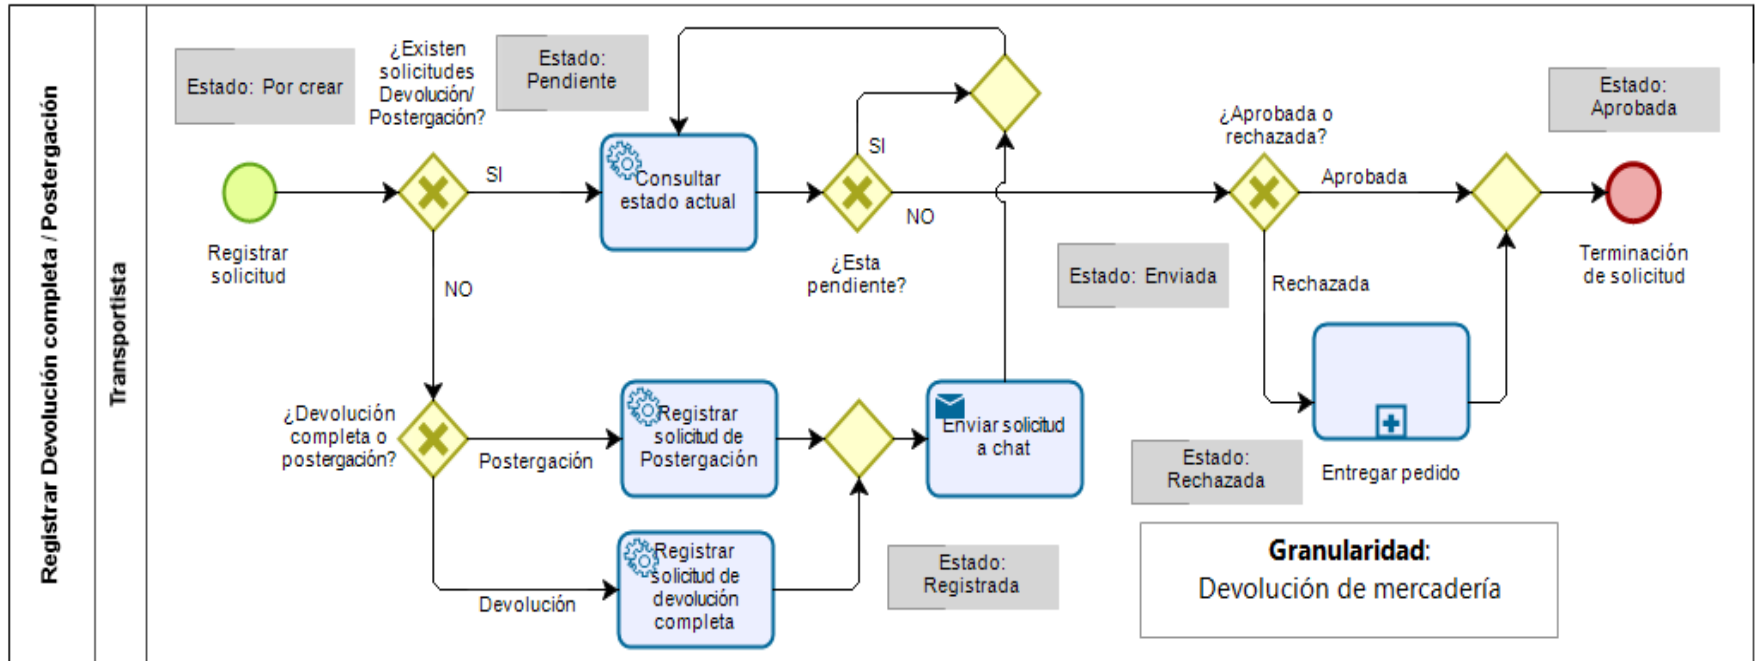 Registrar Devolución completa / Postergación
Transportista
Estado: Por crear
¿Existen
solicitudes
Devolución/
Postergación?
Estado:
Pendiente
Registrar
solicitud
SI
NO
Consultar
estado actual
SI
NO
¿Esta
pendiente?
¿Aprobada o
rechazada?
Aprobada
Rechazada
Estado:
Aprobada
Terminación
de solicitud
Estado: Enviada
¿Devolución
completa o
postergación?
Postergación
Devolución
Registrar
solicitud de
Postergación
Registrar
solicitud de
devolución
completa
Enviar solicitud
a chat
Estado:
Registrada
Estado:
Rechazada
Entregar pedido
Granularidad:
Devolución de mercadería